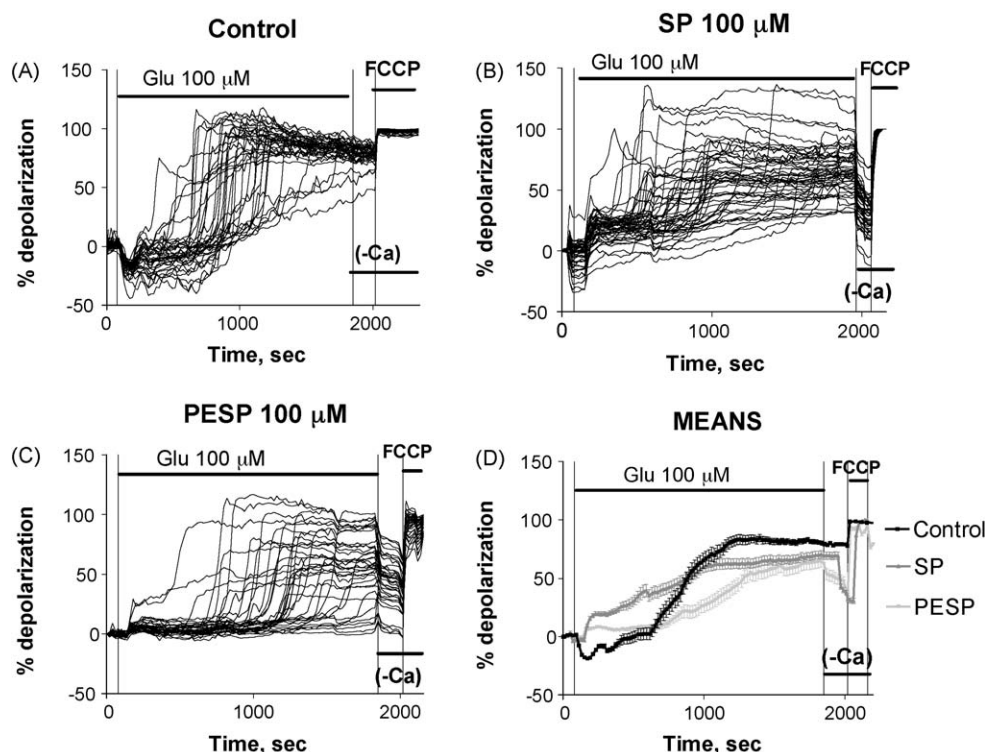 Control
(A)
Glu 100 μM
FCCP
% depolarization
150
100
50
0
-50
(-Ca)
0
1000
2000
Time, sec
SP 100 μM
(B)
Glu 100 μM
FCCP
% depolarization
150
100
50
0
-50
(-Ca)
0
1000
2000
Time, sec
PESP 100 μM
(C)
Glu 100 μM
FCCP
% depolarization
150
100
50
0
-50
(-Ca)
0
1000
2000
Time, sec
MEANS
(D)
Glu 100 μM
FCCP
% depolarization
150
100
50
0
-50
(-Ca)
Control
SP
PESP
0
1000
2000
Time, sec